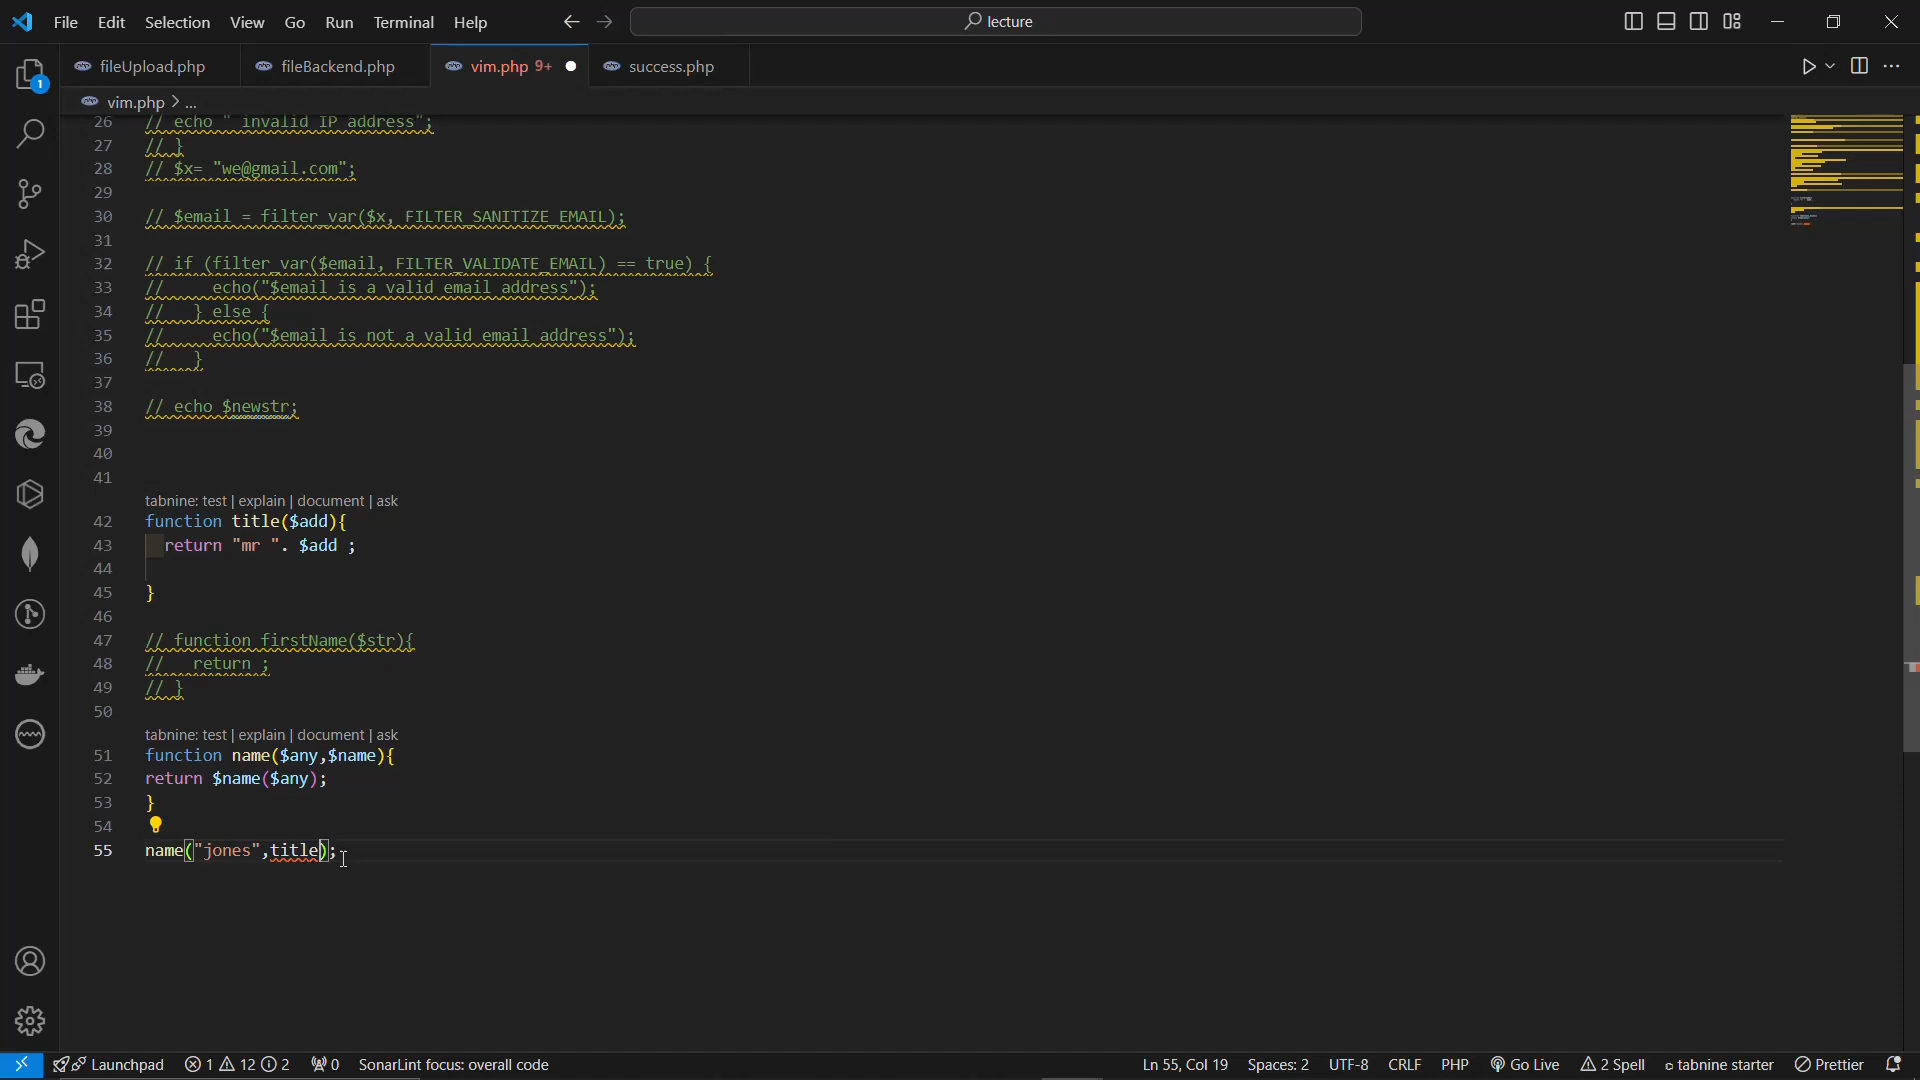 File Edit Selection View Go Run Terminal Help lecture
fileUpload.php fileBackend.php vim.php 9+ success.php
1
vim.php > ...
26 // echo " invalid IP address";
27 // }
28 // $x= "we@gmail.com";
29
30 // $email = filter_var($x, FILTER_SANITIZE_EMAIL);
31
32 // if (filter_var($email, FILTER_VALIDATE_EMAIL) == true) {
33 //     echo("$email is a valid email address");
34 //   } else {
35 //     echo("$email is not a valid email address");
36 //   }
37
38 // echo $newstr;
39
40
41
tabnine: test | explain | document | ask
42 function title($add){
43   return "mr ". $add ;
44
45 }
46
47 // function firstName($str){
48 //   return ;
49 // }
50
tabnine: test | explain | document | ask
51 function name($any,$name){
52 return $name($any);
53 }
54
55 name("jones",title);
Launchpad 1 12 2 0 SonarLint focus: overall code Ln 55, Col 19 Spaces: 2 UTF-8 CRLF PHP Go Live 2 Spell tabnine starter Prettier